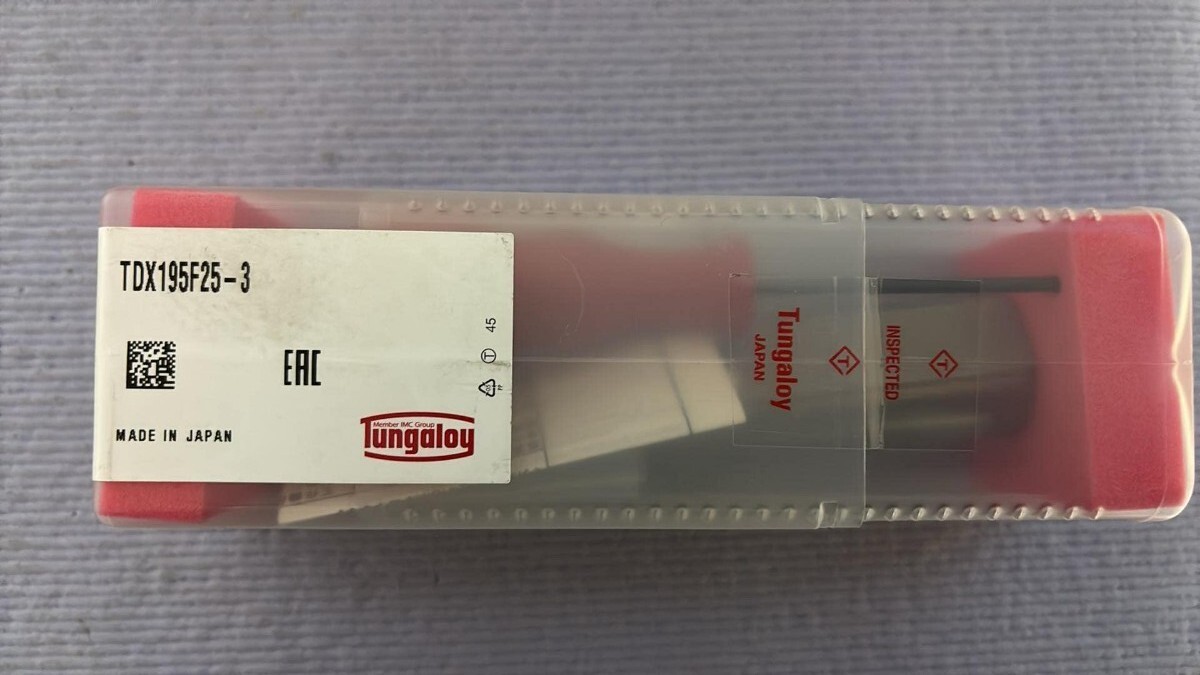 TDX195F25-3
EAC
MADE IN JAPAN
Member IMC Group
Tungaloy
T 45
Tungaloy
JAPAN
T
INSPECTED
T